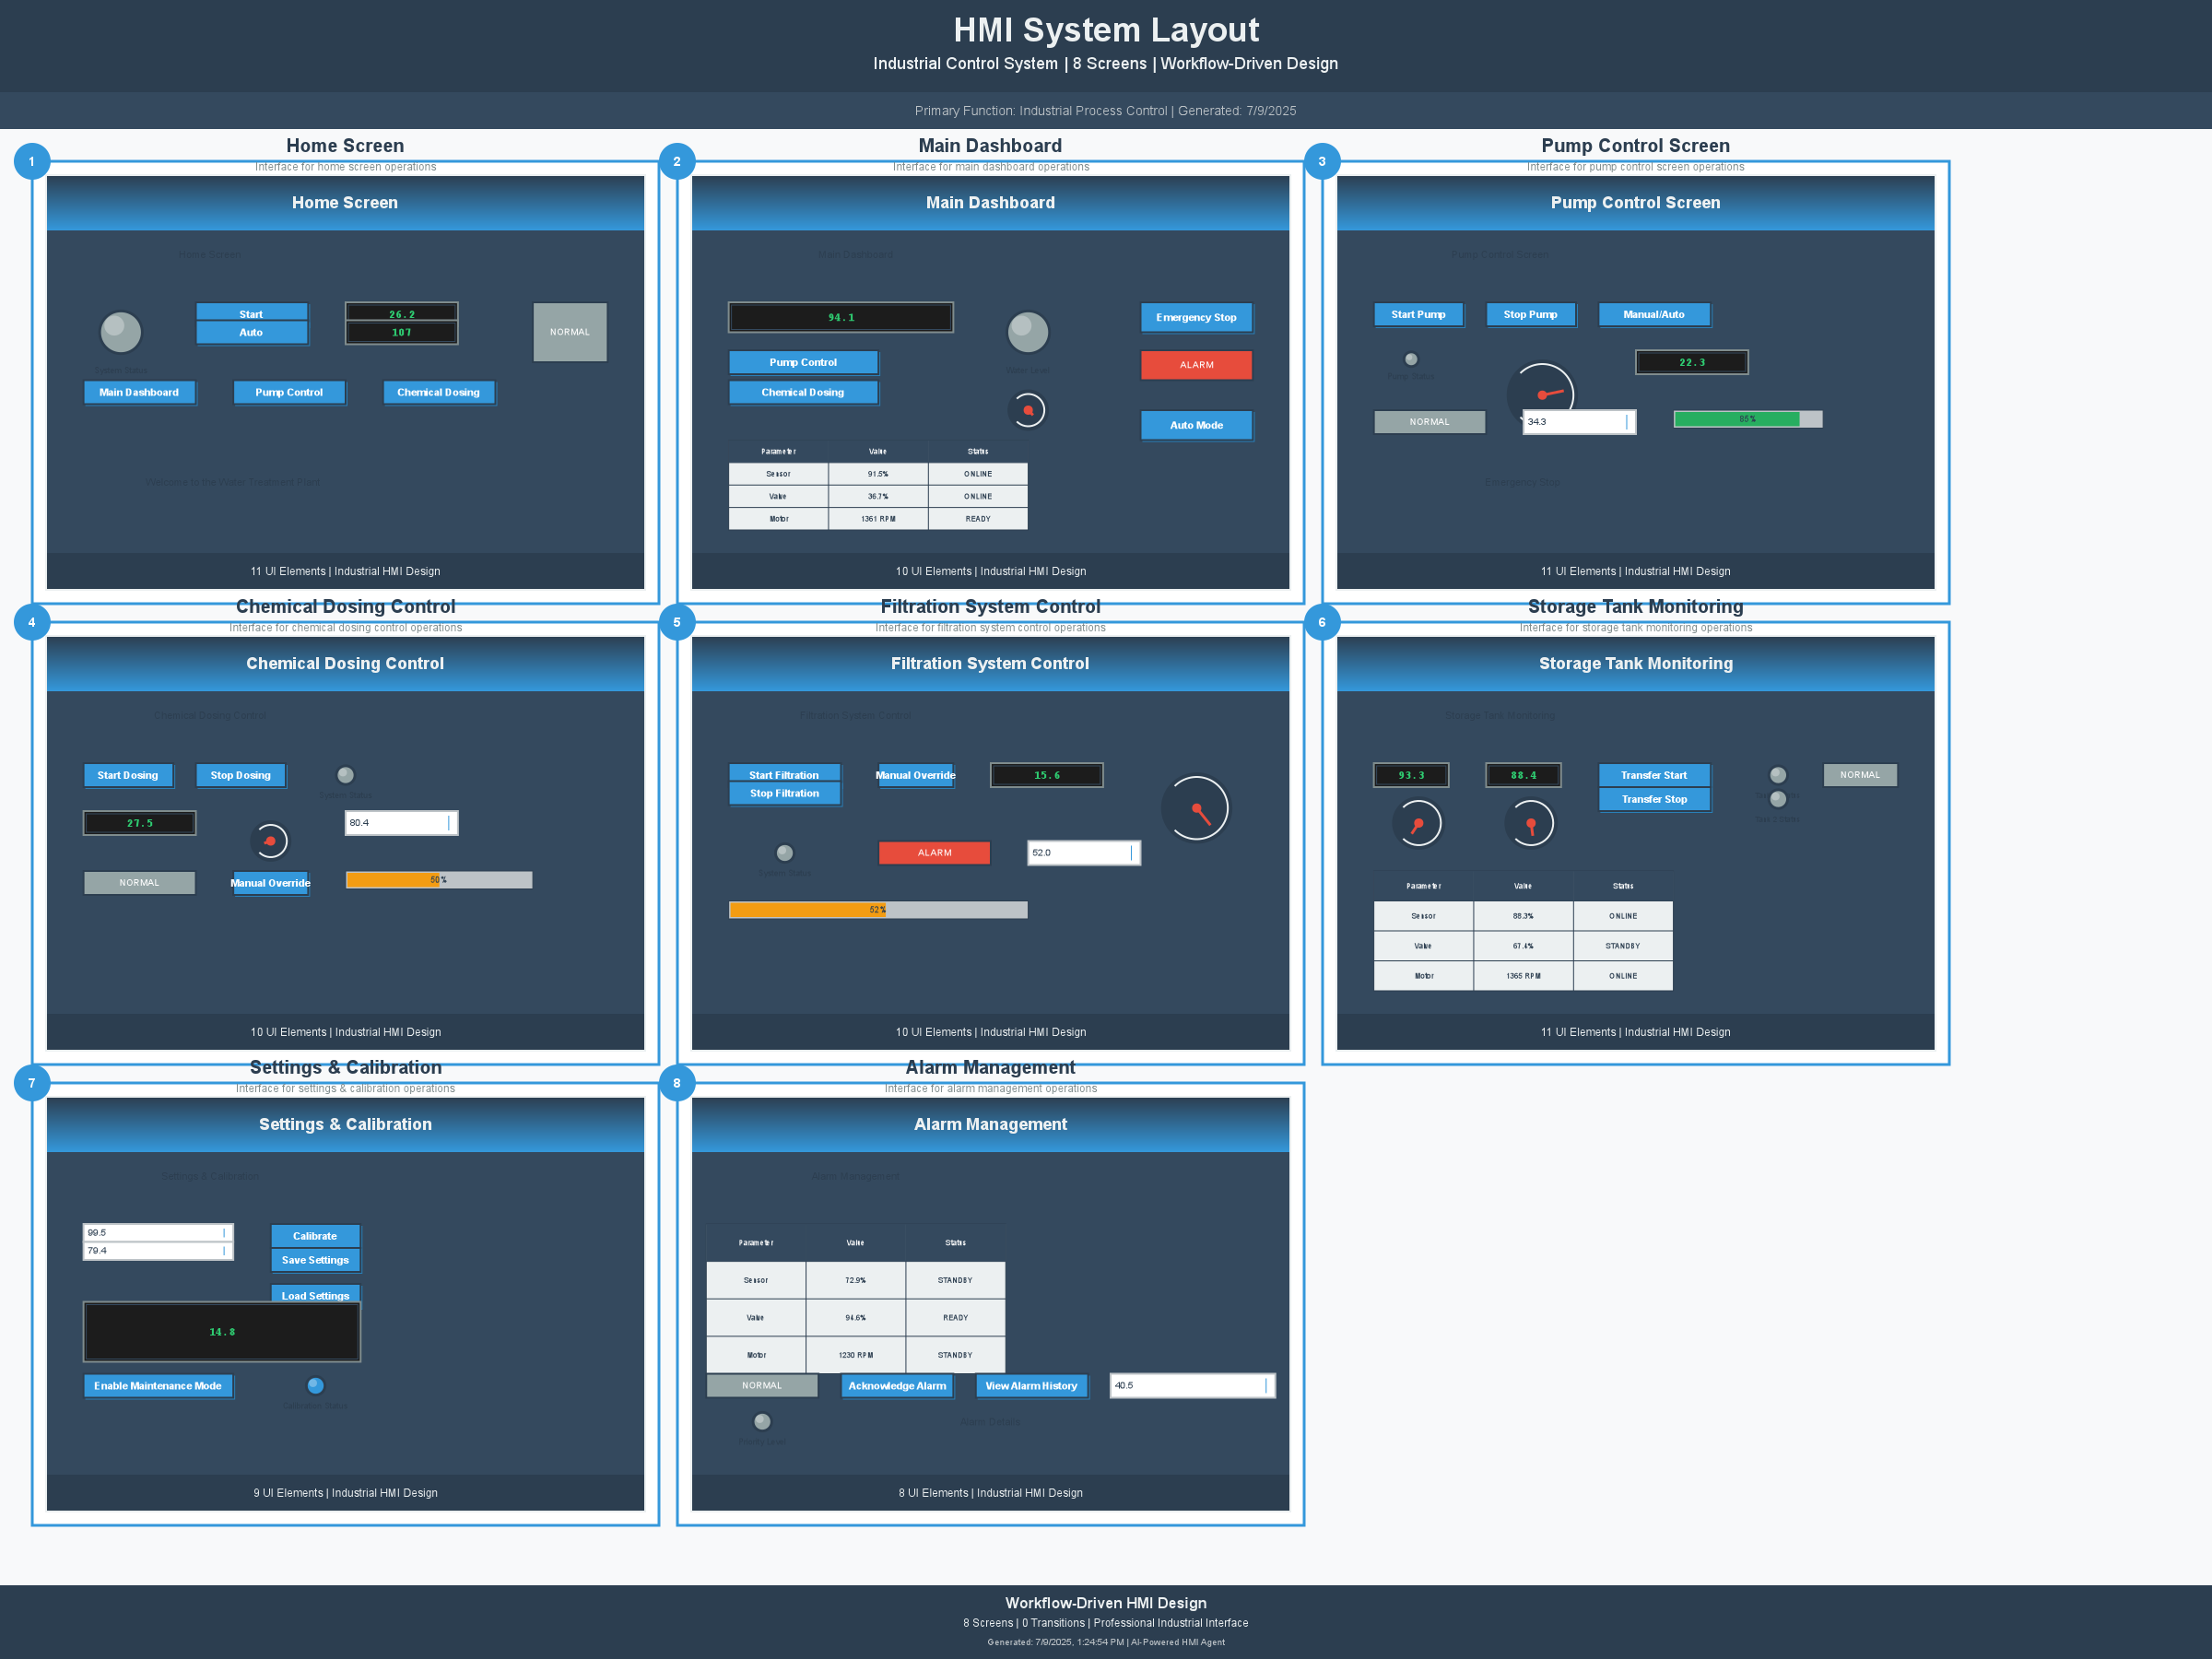 HMI System Layout
Industrial Control System | 8 Screens | Workflow-Driven Design
Primary Function: Industrial Process Control | Generated: 7/9/2025
1
Home Screen
Interface for home screen operations
Home Screen
Home Screen
Start
Auto
26.2
107
NORMAL
System Status
Main Dashboard
Pump Control
Chemical Dosing
Welcome to the Water Treatment Plant
11 UI Elements | Industrial HMI Design
2
Main Dashboard
Interface for main dashboard operations
Main Dashboard
Main Dashboard
94.1
Emergency Stop
Pump Control
Water Level
ALARM
Chemical Dosing
Auto Mode
Parameter Value Status
Sensor 91.5% ONLINE
Valve 36.7% ONLINE
Motor 1361 RPM READY
10 UI Elements | Industrial HMI Design
3
Pump Control Screen
Interface for pump control screen operations
Pump Control Screen
Pump Control Screen
Start Pump
Stop Pump
Manual/Auto
Pump Status
22.3
NORMAL
34.3
85%
Emergency Stop
11 UI Elements | Industrial HMI Design
4
Chemical Dosing Control
Interface for chemical dosing control operations
Chemical Dosing Control
Chemical Dosing Control
Start Dosing
Stop Dosing
System Status
27.5
80.4
NORMAL
Manual Override
50%
10 UI Elements | Industrial HMI Design
5
Filtration System Control
Interface for filtration system control operations
Filtration System Control
Filtration System Control
Start Filtration
Stop Filtration
Manual Override
15.6
System Status
ALARM
52.0
52%
10 UI Elements | Industrial HMI Design
6
Storage Tank Monitoring
Interface for storage tank monitoring operations
Storage Tank Monitoring
Storage Tank Monitoring
93.3
88.4
Transfer Start
Transfer Stop
NORMAL
Tank 2 Status
Parameter Value Status
Sensor 88.3% ONLINE
Valve 67.6% STANDBY
Motor 1365 RPM ONLINE
11 UI Elements | Industrial HMI Design
7
Settings & Calibration
Interface for settings & calibration operations
Settings & Calibration
Settings & Calibration
99.5
79.4
Calibrate
Save Settings
Load Settings
14.8
Enable Maintenance Mode
Calibration Status
9 UI Elements | Industrial HMI Design
8
Alarm Management
Interface for alarm management operations
Alarm Management
Alarm Management
Parameter Value Status
Sensor 72.9% STANDBY
Valve 94.6% READY
Motor 1230 RPM STANDBY
NORMAL
Acknowledge Alarm
View Alarm History
40.5
Priority Level
Alarm Details
8 UI Elements | Industrial HMI Design
Workflow-Driven HMI Design
8 Screens | 0 Transitions | Professional Industrial Interface
Generated: 7/9/2025, 1:24:54 PM | AI-Powered HMI Agent